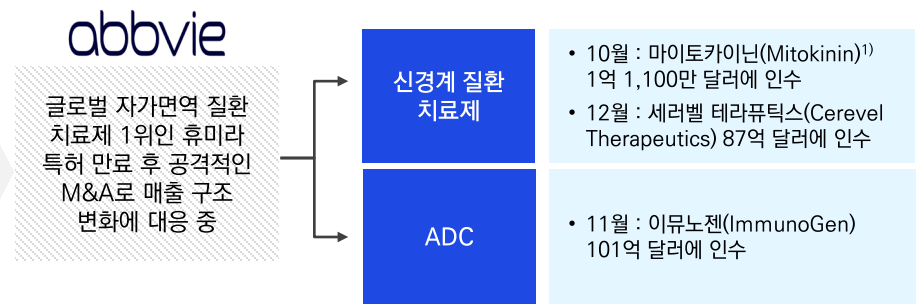 abbvie
글로벌 자가면역 질환
치료제 1위인 휴미라
특허 만료 후 공격적인
M&A로 매출 구조
변화에 대응 중
신경계 질환
치료제
• 10월 : 마이토카이닌(Mitokinin)1)
1억 1,100만 달러에 인수
• 12월 : 세러벨 테라퓨틱스(Cerevel
Therapeutics) 87억 달러에 인수
ADC
• 11월 : 이뮤노젠(ImmunoGen)
101억 달러에 인수